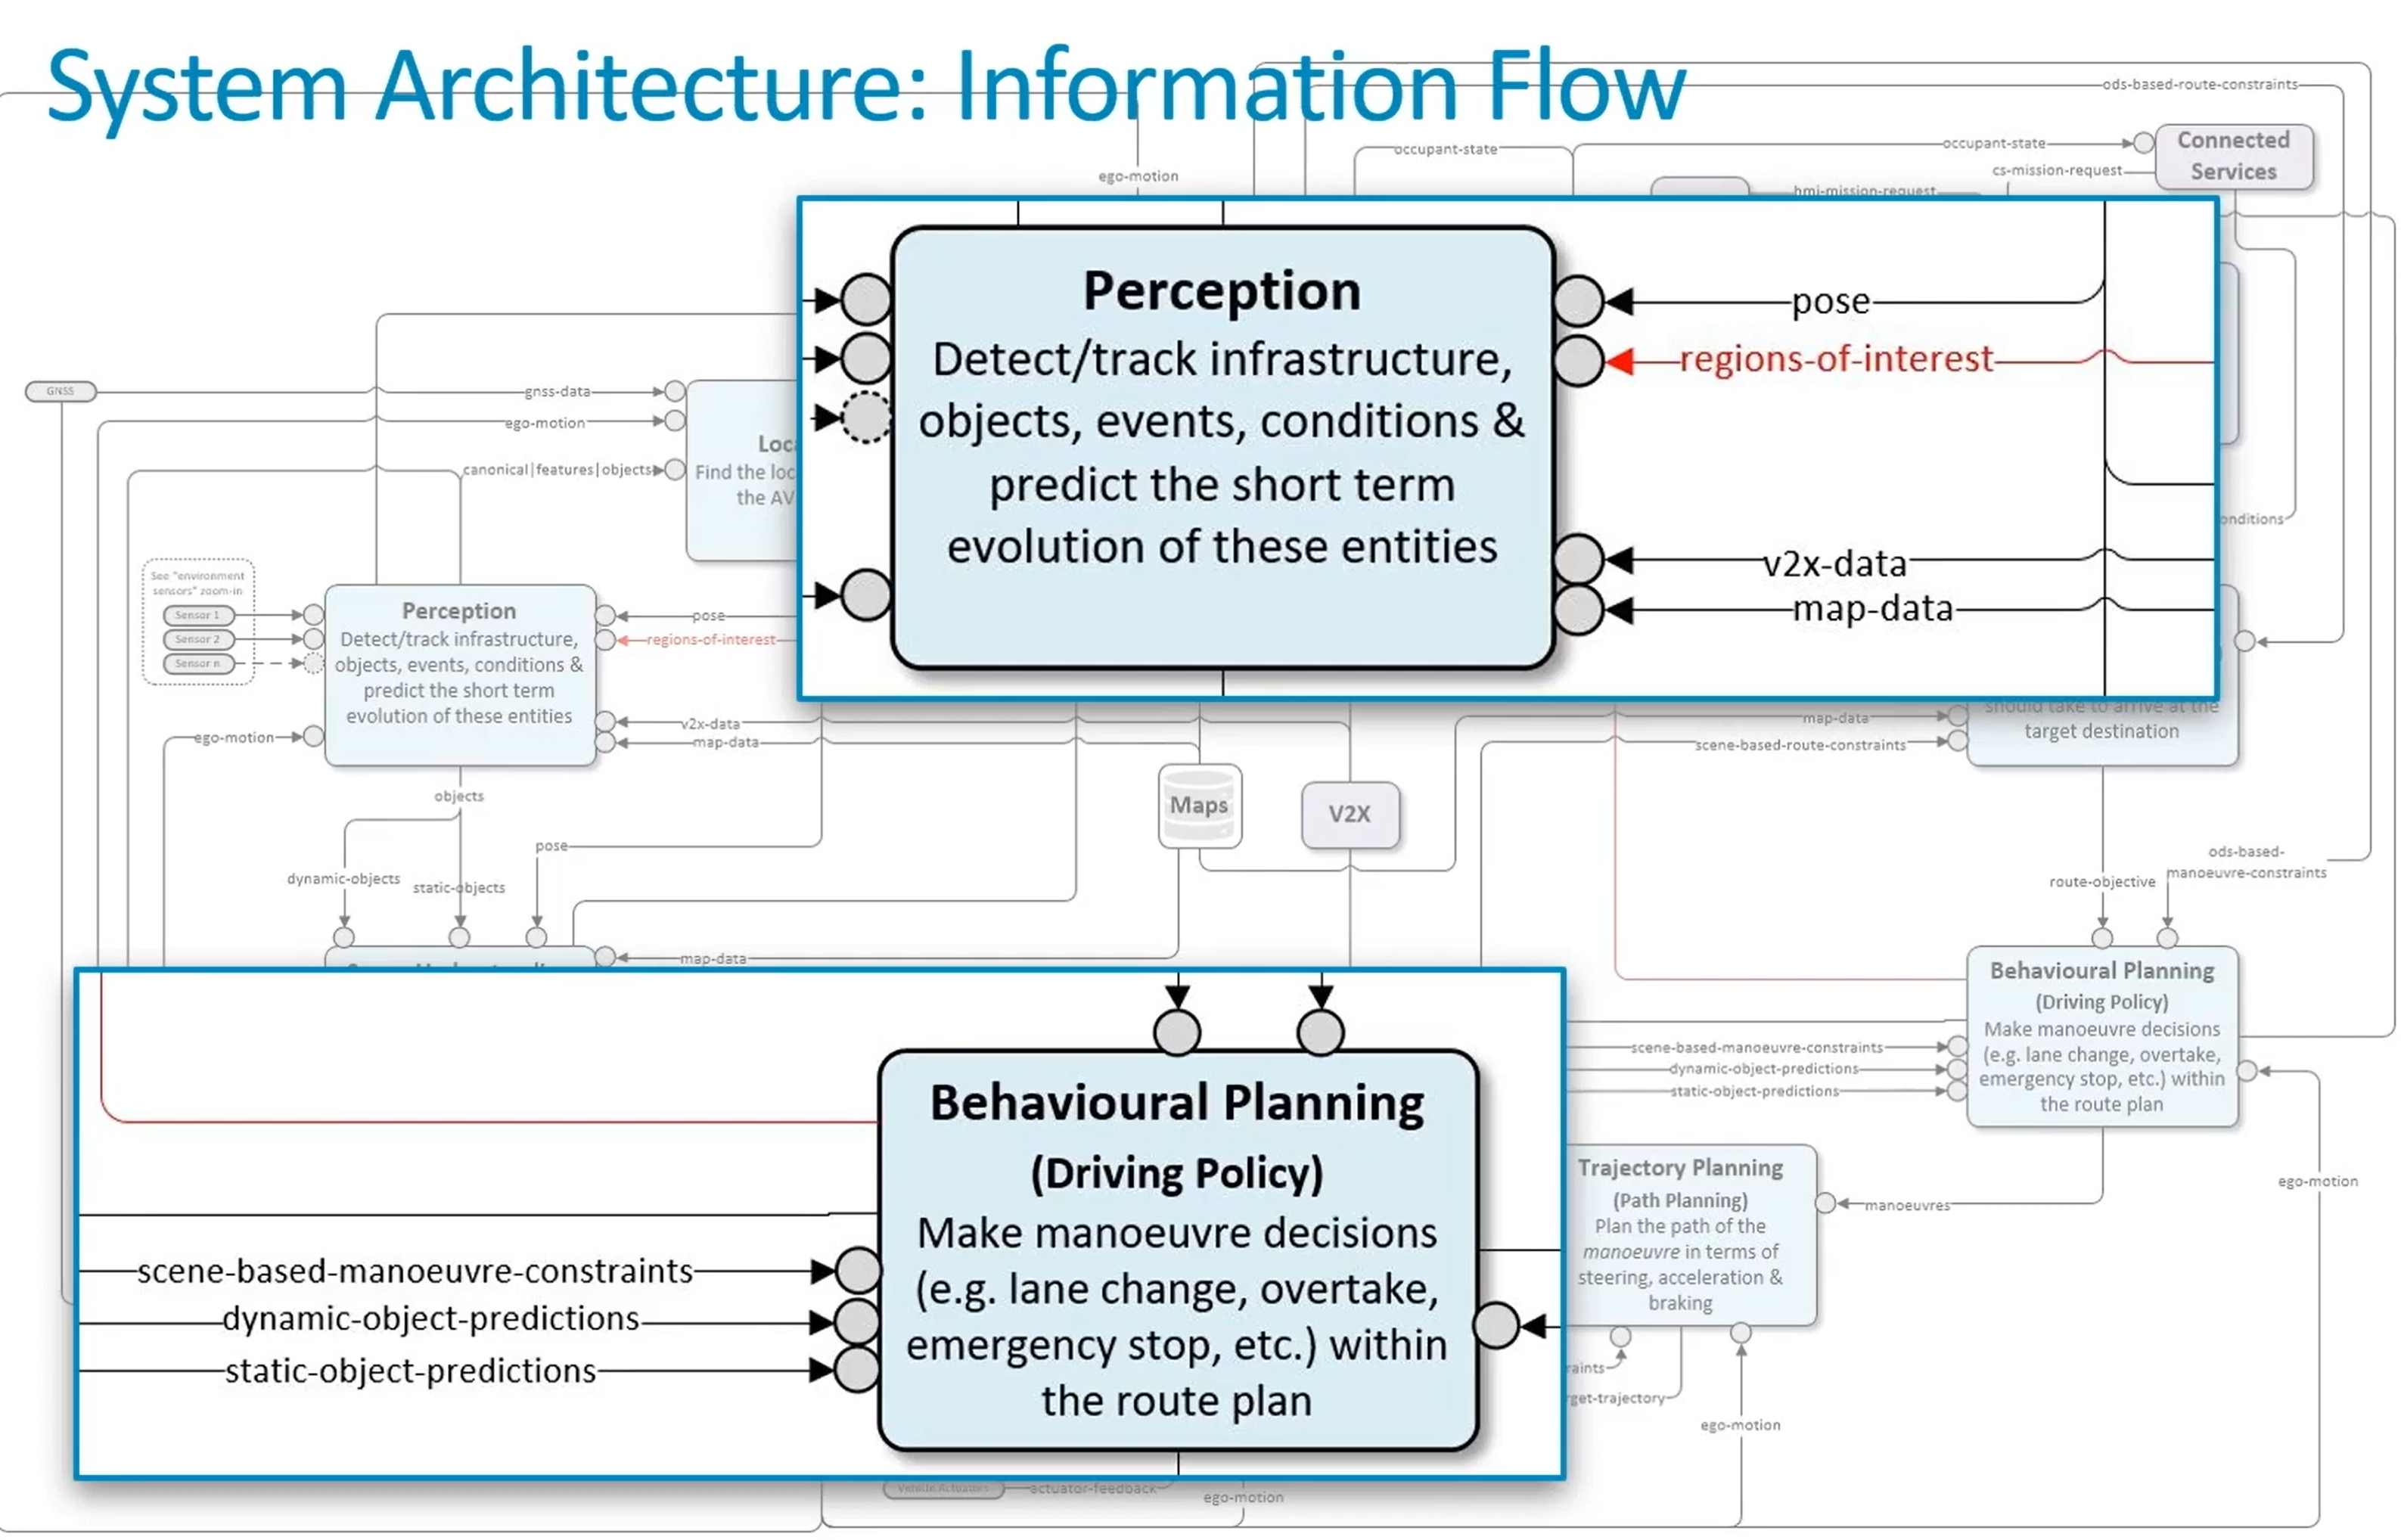 System Architecture: Information Flow
ods-based-route-constraints
occupant-state
occupant-state
Connected
Services
cs-mission-request
hmi-mission-request
ego-motion
Perception
Detect/track infrastructure,
objects, events, conditions &
predict the short term
evolution of these entities
pose
regions-of-interest
v2x-data
map-data
GNSS
gnss-data
ego-motion
canonical|features|objects
Find the
the AV
See "environment
sensors" zoom-in
Sensor 1
Sensor 2
Sensor n
ego-motion
Perception
Detect/track infrastructure,
objects, events, conditions &
predict the short term
evolution of these entities
pose
regions-of-interest
v2x-data
map-data
objects
dynamic-objects
static-objects
pose
map-data
Maps
V2X
map-data
scene-based-route-constraints
should take to arrive at the
target destination
route-objective
ods-based-
manoeuvre-constraints
Behavioural Planning
(Driving Policy)
Make manoeuvre decisions
(e.g. lane change, overtake,
emergency stop, etc.) within
the route plan
scene-based-manoeuvre-constraints
dynamic-object-predictions
static-object-predictions
Behavioural Planning
(Driving Policy)
Make manoeuvre decisions
(e.g. lane change, overtake,
emergency stop, etc.) within
the route plan
scene-based-manoeuvre-constraints
dynamic-object-predictions
static-object-predictions
Trajectory Planning
(Path Planning)
Plan the path of the
manoeuvre in terms of
steering, acceleration &
braking
manoeuvres
ego-motion
ego-motion
Vehicle Actuators
actuator-feedback
ego-motion